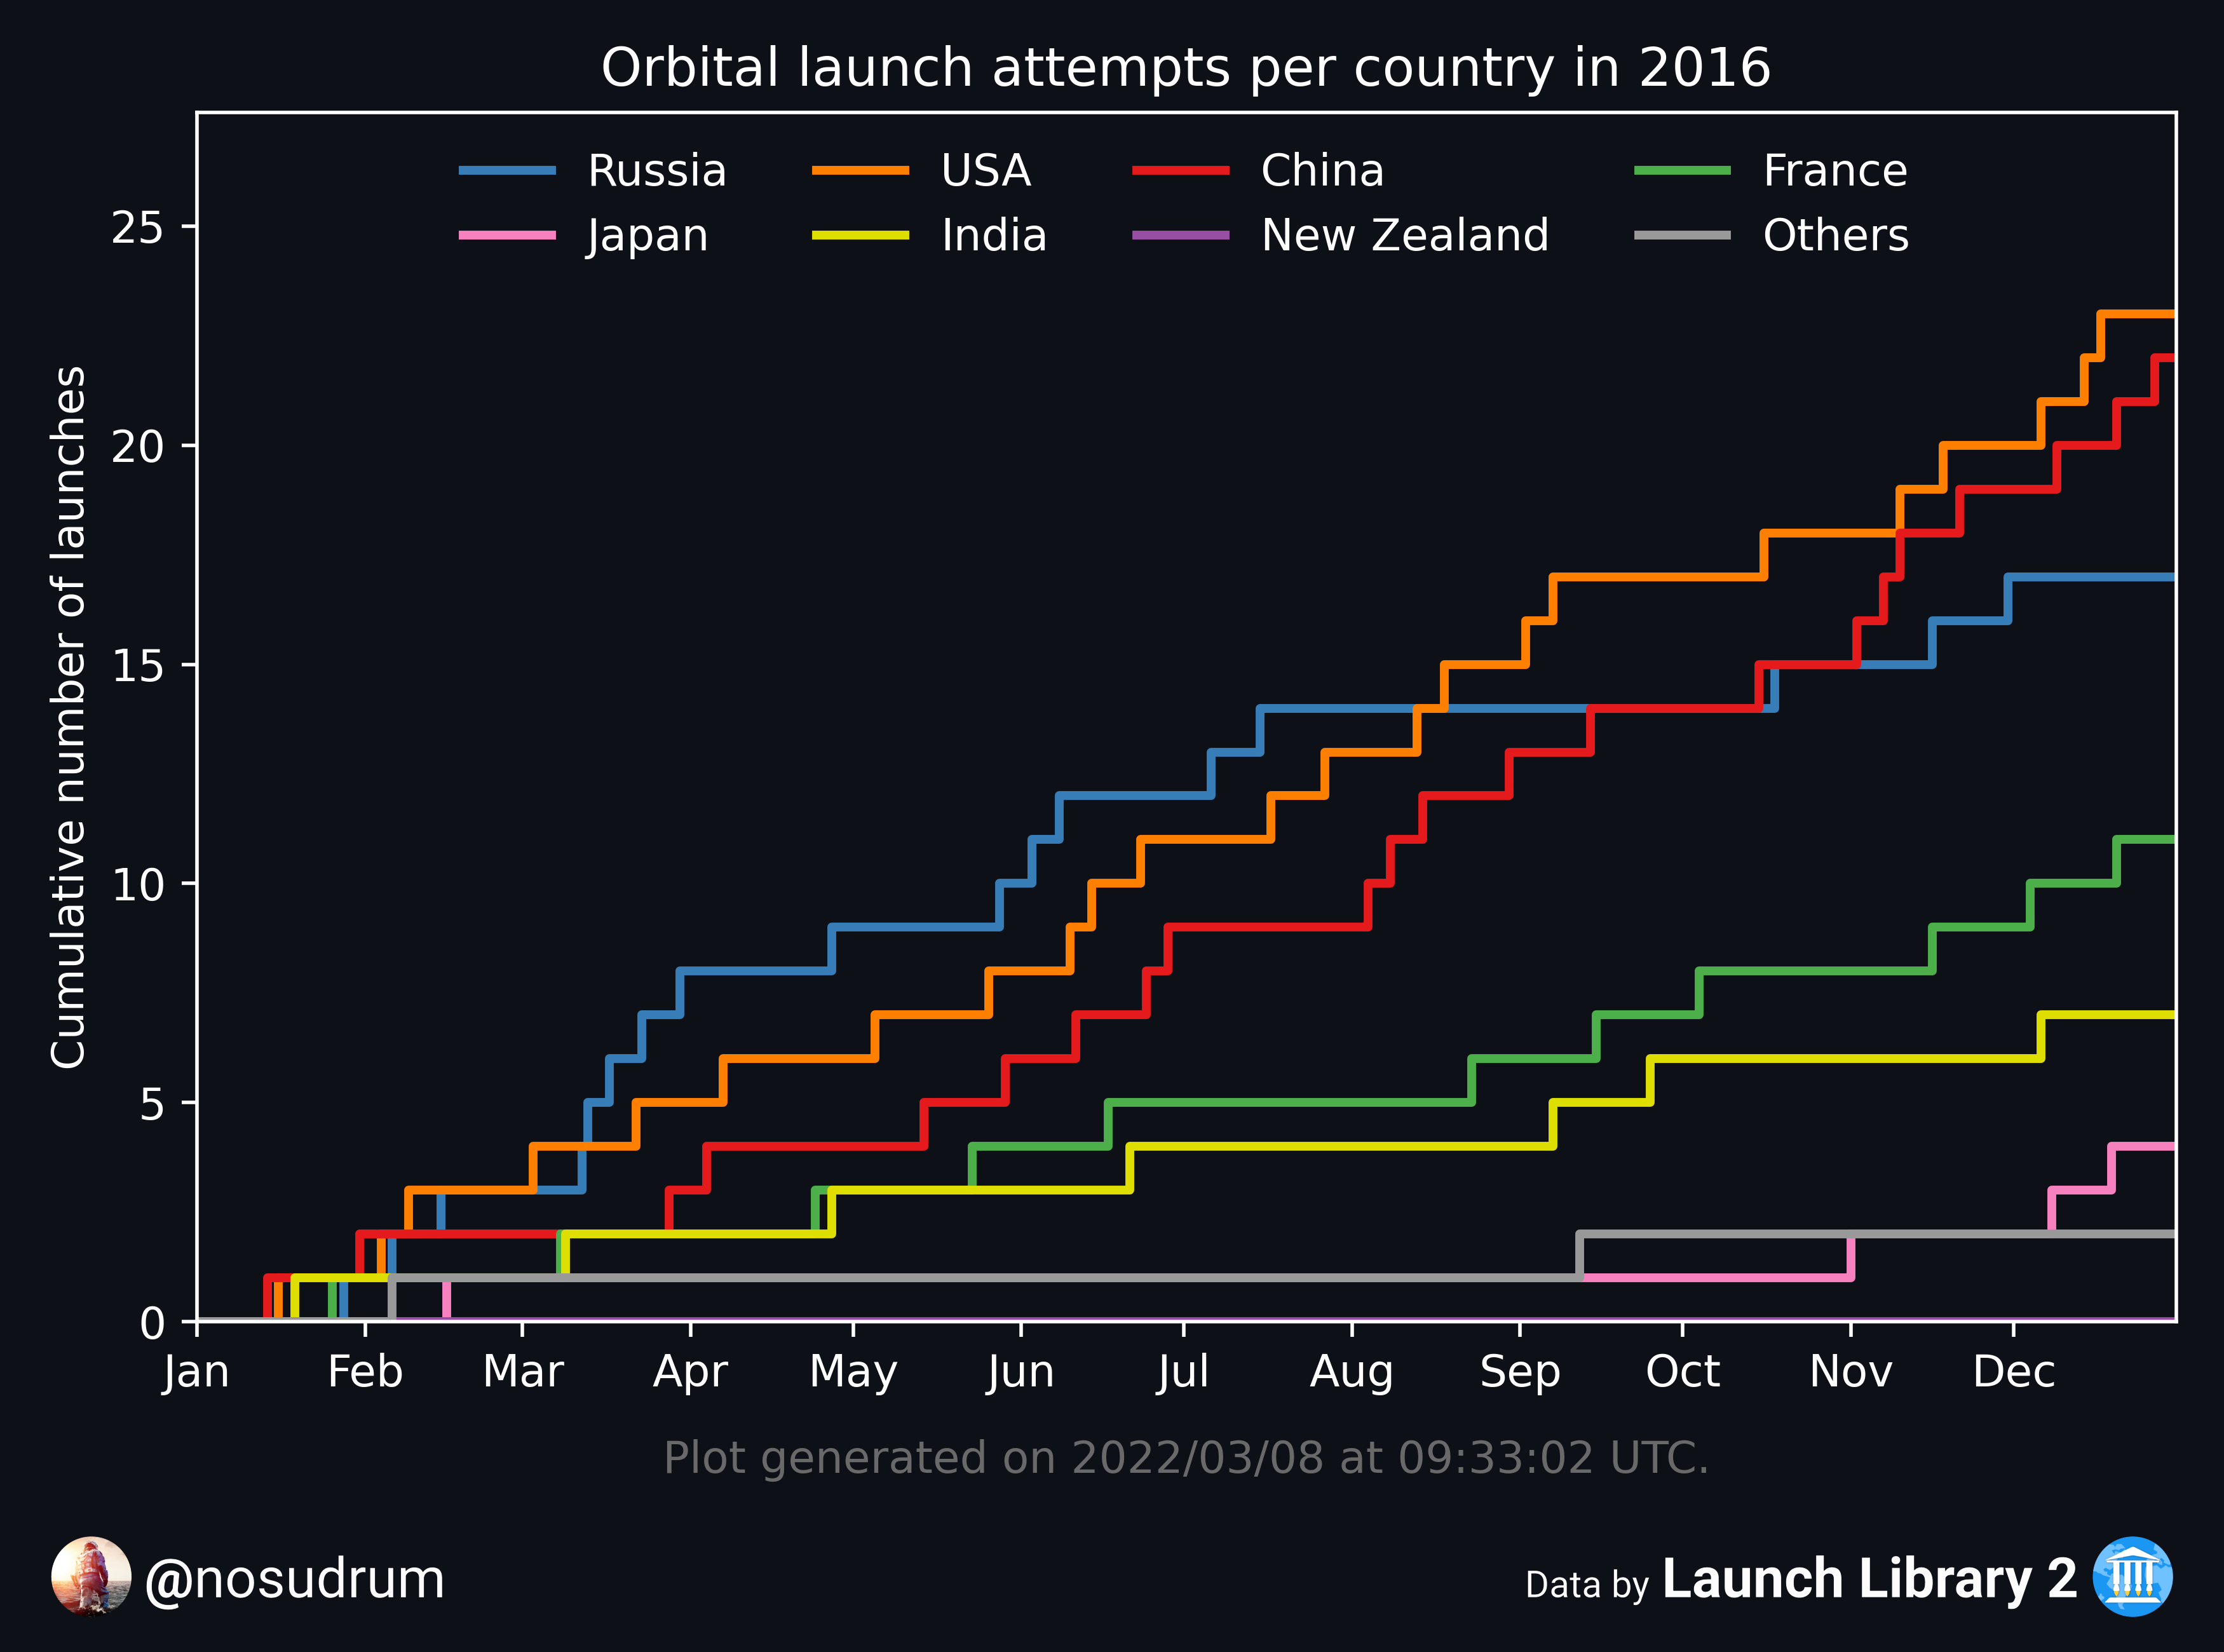 Orbital launch attempts per country in 2016
Russia USA China France
Japan India New Zealand Others
Cumulative number of launches
25
20
15
10
5
0
Jan Feb Mar Apr May Jun Jul Aug Sep Oct Nov Dec
Plot generated on 2022/03/08 at 09:33:02 UTC.
@nosudrum
Data by Launch Library 2